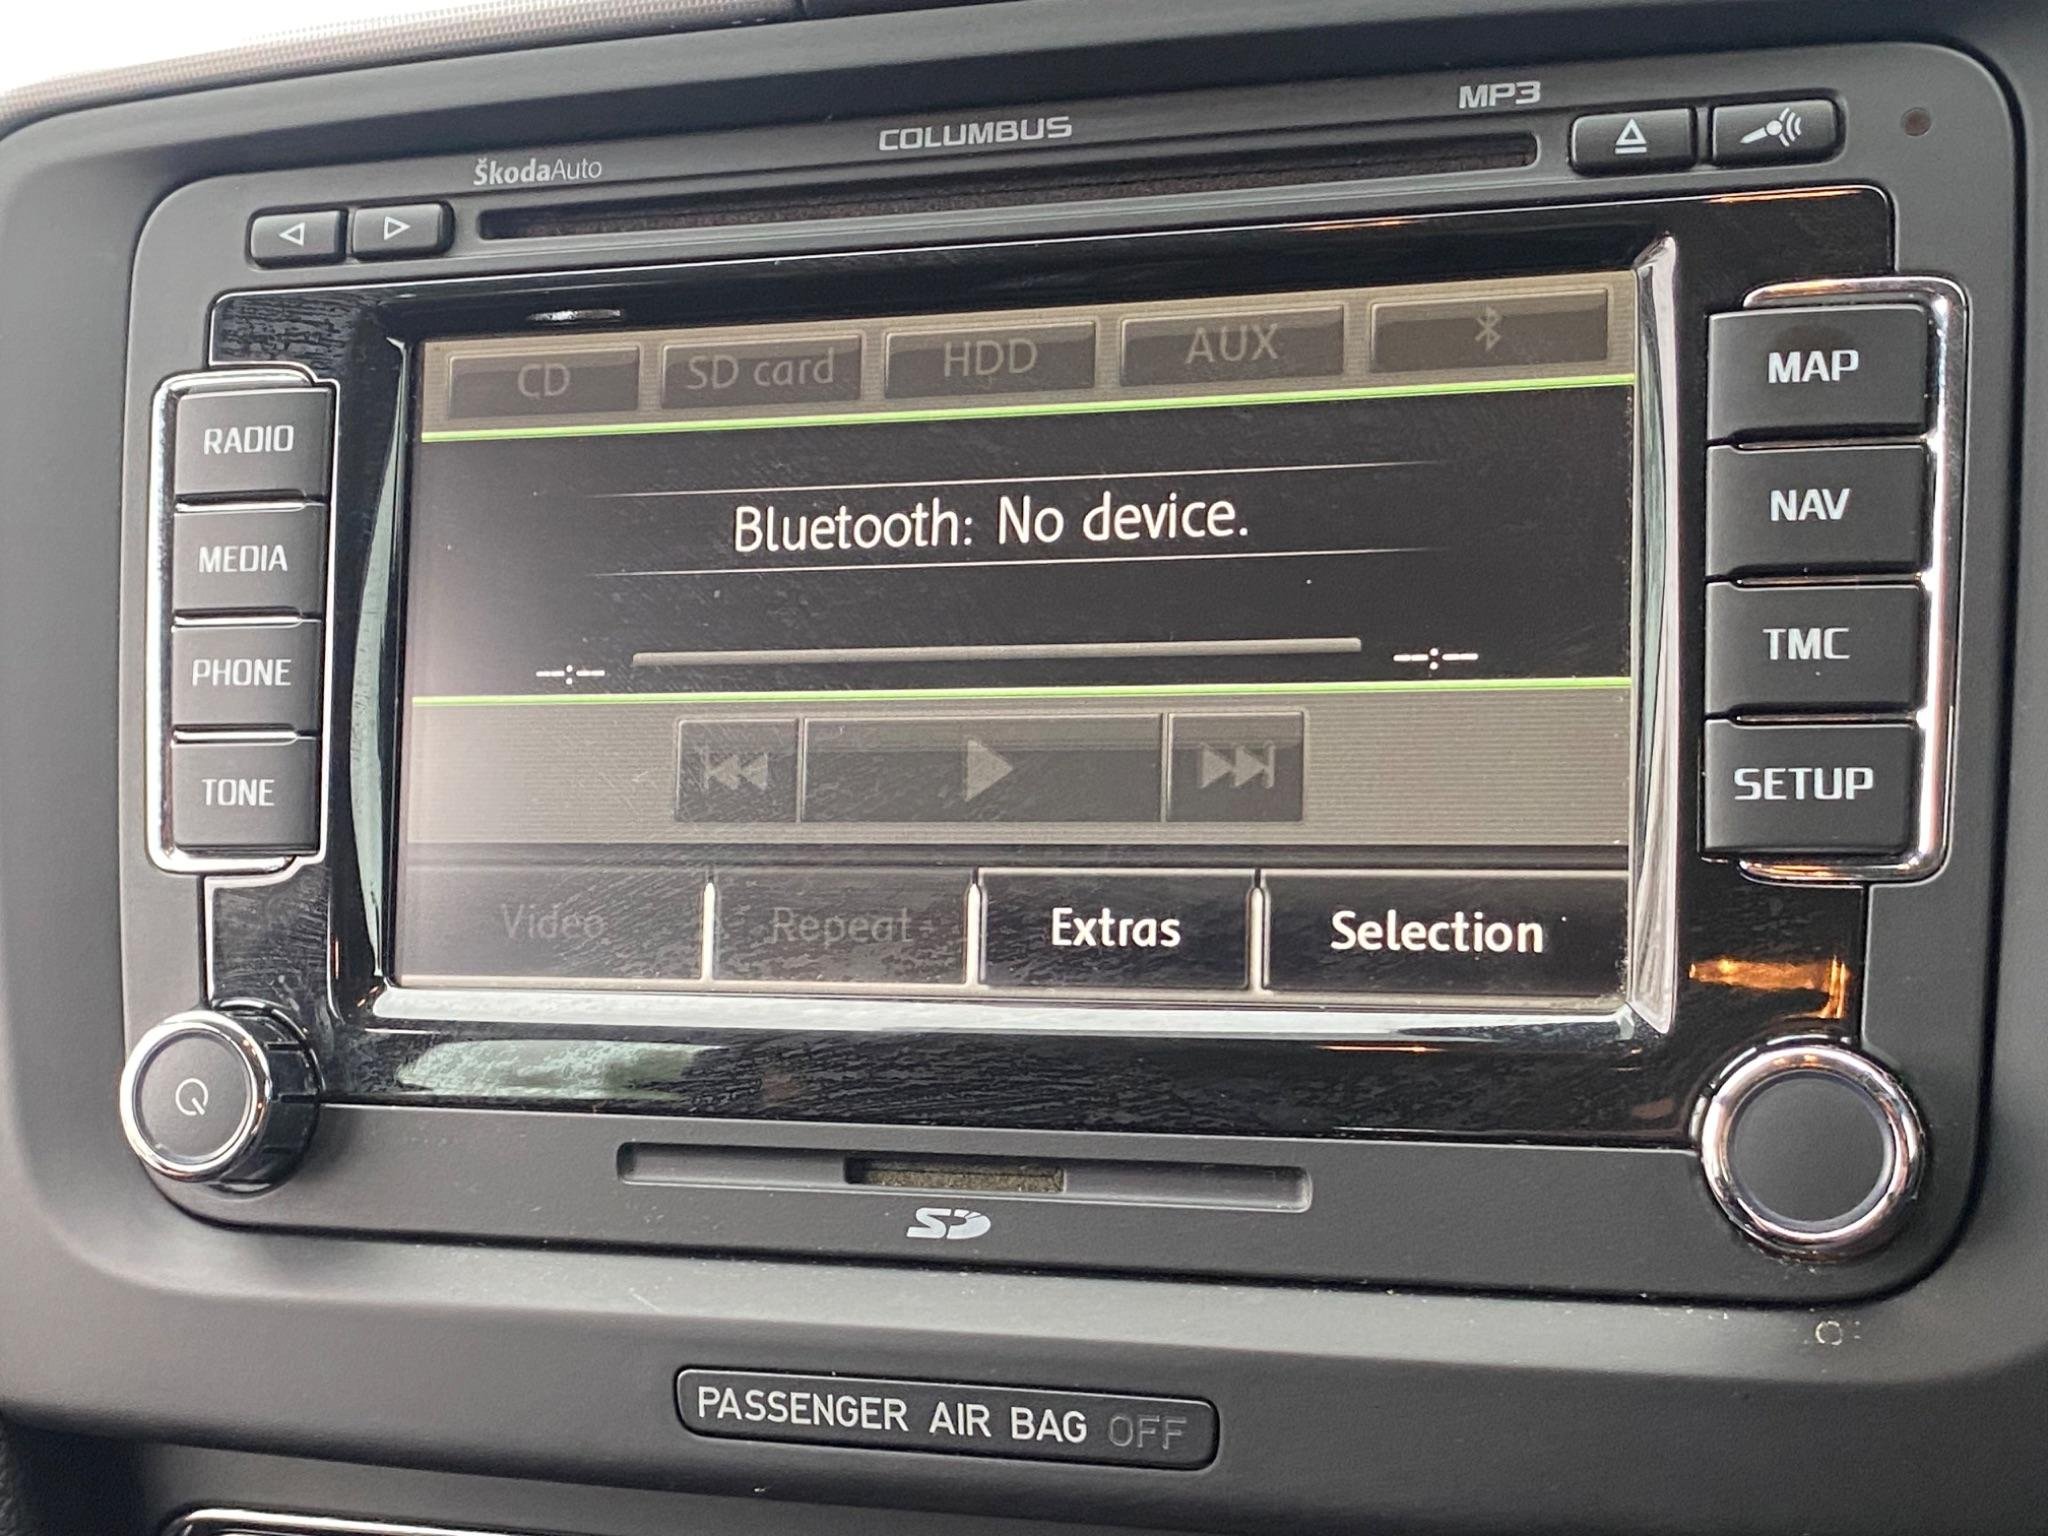 MP3
COLUMBUS
ŠkodaAuto
CD SD card HDD AUX
RADIO
MEDIA
PHONE
TONE
Bluetooth: No device.
--:-- --:--
Video Repeat Extras Selection
MAP
NAV
TMC
SETUP
SD
PASSENGER AIR BAG OFF